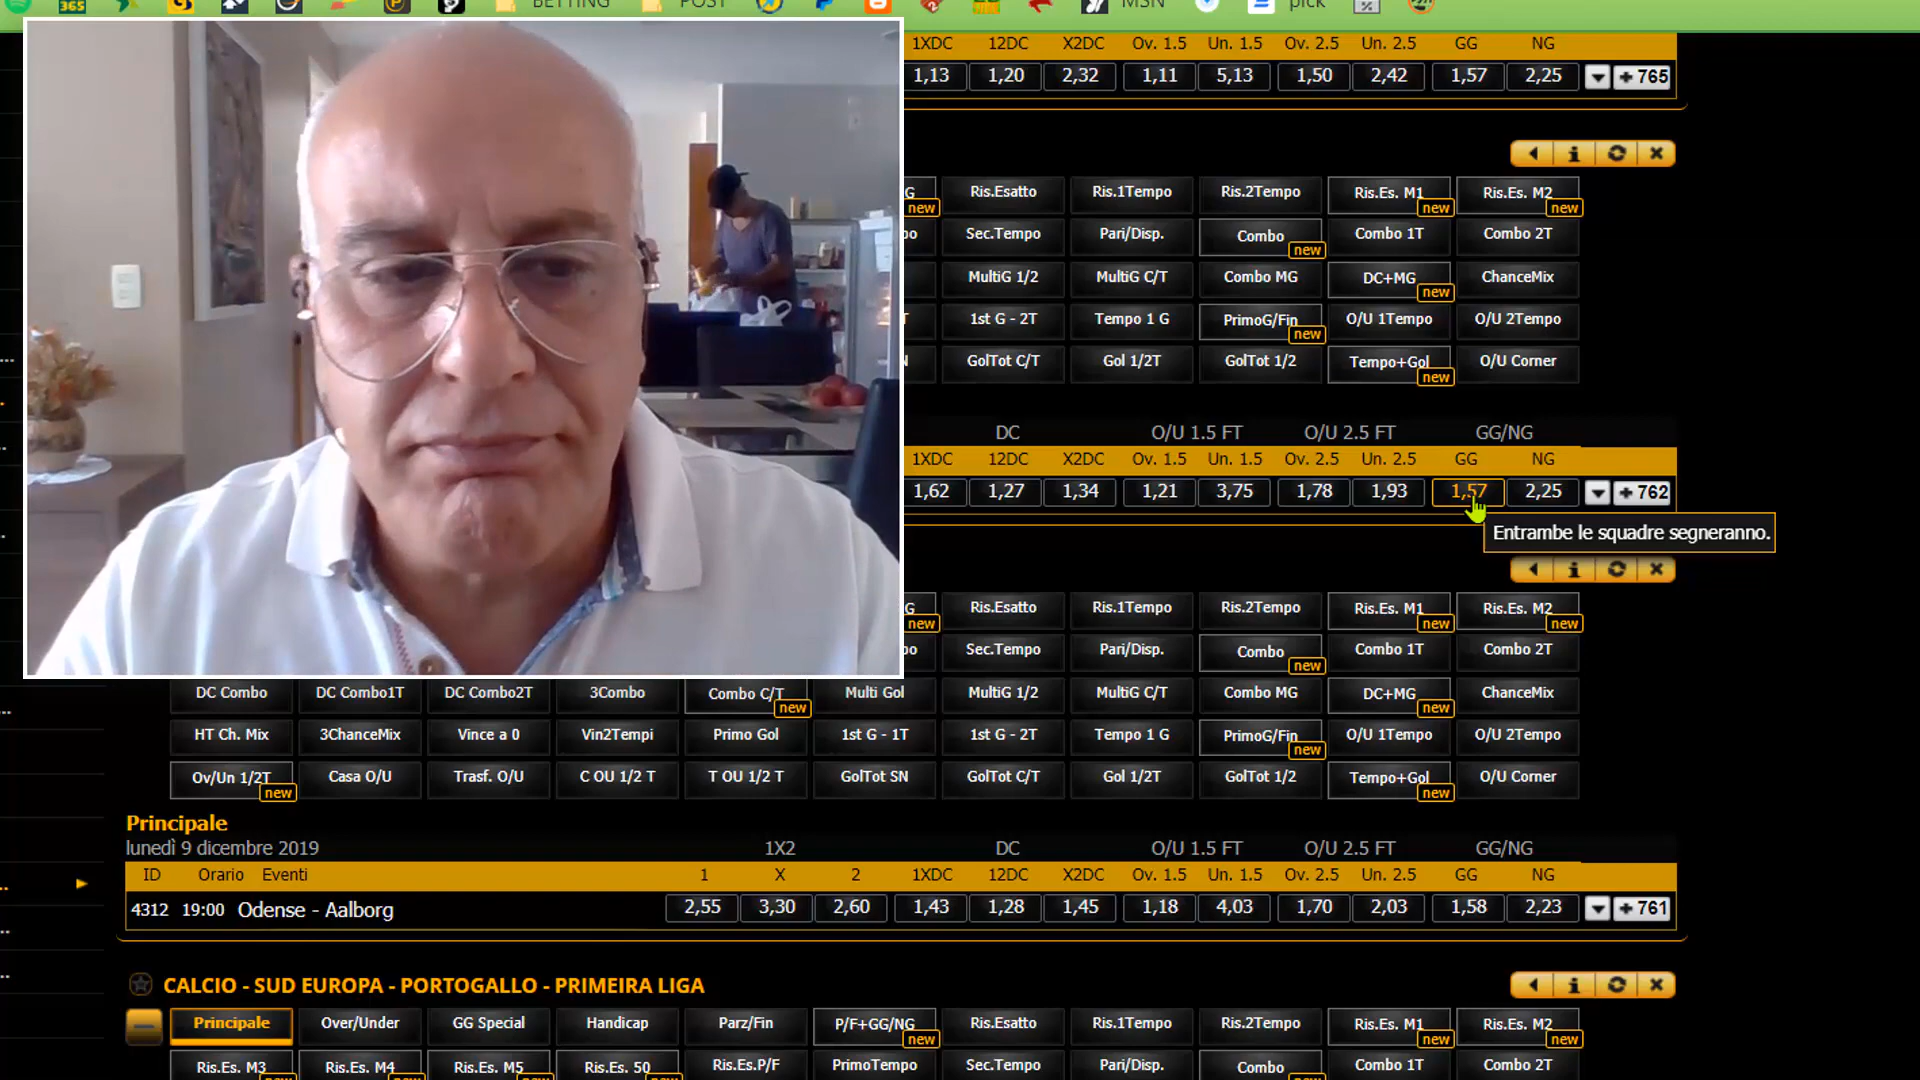 365 BETTING POST MSN pick %
1XDC 12DC X2DC Ov. 1.5 Un. 1.5 Ov. 2.5 Un. 2.5 GG NG
1,13 1,20 2,32 1,11 5,13 1,50 2,42 1,57 2,25 +765
G new Ris.Esatto Ris.1Tempo Ris.2Tempo Ris.Es. M1 new Ris.Es. M2 new
po Sec.Tempo Pari/Disp. Combo new Combo 1T Combo 2T
MultiG 1/2 MultiG C/T Combo MG DC+MG new ChanceMix
T 1st G - 2T Tempo 1 G PrimoG/Fin new O/U 1Tempo O/U 2Tempo
N GolTot C/T Gol 1/2T GolTot 1/2 Tempo+Gol new O/U Corner
DC O/U 1.5 FT O/U 2.5 FT GG/NG
1XDC 12DC X2DC Ov. 1.5 Un. 1.5 Ov. 2.5 Un. 2.5 GG NG
1,62 1,27 1,34 1,21 3,75 1,78 1,93 1,57 2,25 +762
Entrambe le squadre segneranno.
G new Ris.Esatto Ris.1Tempo Ris.2Tempo Ris.Es. M1 new Ris.Es. M2 new
po Sec.Tempo Pari/Disp. Combo new Combo 1T Combo 2T
DC Combo DC Combo1T DC Combo2T 3Combo Combo C/T new Multi Gol MultiG 1/2 MultiG C/T Combo MG DC+MG new ChanceMix
HT Ch. Mix 3ChanceMix Vince a 0 Vin2Tempi Primo Gol 1st G - 1T 1st G - 2T Tempo 1 G PrimoG/Fin new O/U 1Tempo O/U 2Tempo
Ov/Un 1/2T new Casa O/U Trasf. O/U C OU 1/2 T T OU 1/2 T GolTot SN GolTot C/T Gol 1/2T GolTot 1/2 Tempo+Gol new O/U Corner
Principale
lunedì 9 dicembre 2019 1X2 DC O/U 1.5 FT O/U 2.5 FT GG/NG
ID Orario Eventi 1 X 2 1XDC 12DC X2DC Ov. 1.5 Un. 1.5 Ov. 2.5 Un. 2.5 GG NG
4312 19:00 Odense - Aalborg 2,55 3,30 2,60 1,43 1,28 1,45 1,18 4,03 1,70 2,03 1,58 2,23 +761
CALCIO - SUD EUROPA - PORTOGALLO - PRIMEIRA LIGA
Principale Over/Under GG Special Handicap Parz/Fin P/F+GG/NG new Ris.Esatto Ris.1Tempo Ris.2Tempo Ris.Es. M1 new Ris.Es. M2 new
Ris.Es. M3 Ris.Es. M4 Ris.Es. M5 Ris.Es. 50 Ris.Es.P/F PrimoTempo Sec.Tempo Pari/Disp. Combo Combo 1T Combo 2T